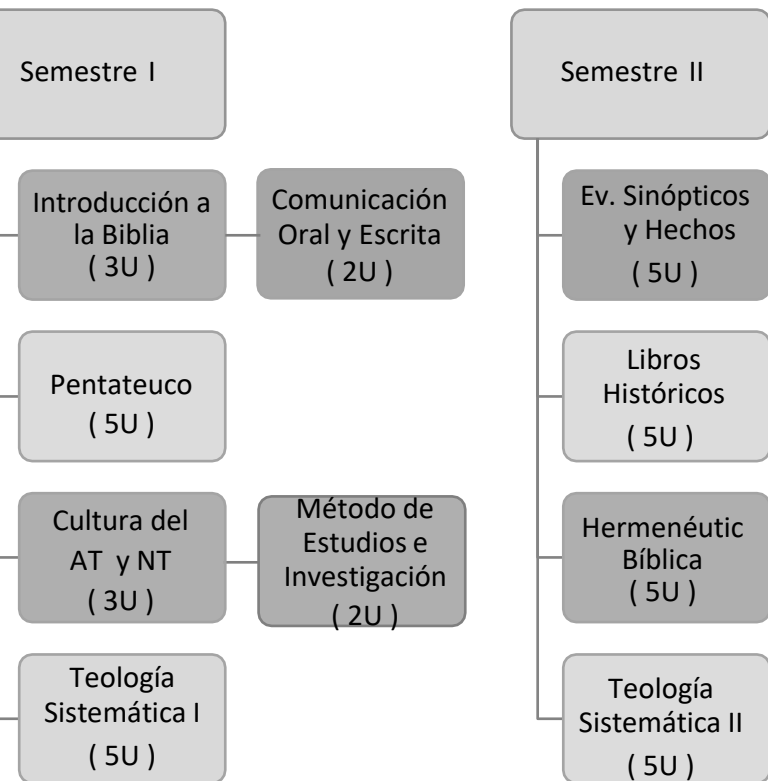 Semestre I
Introducción a
la Biblia
( 3U )
Comunicación
Oral y Escrita
( 2U )
Pentateuco
( 5U )
Cultura del
AT y NT
( 3U )
Método de
Estudios e
Investigación
( 2U )
Teología
Sistemática I
( 5U )
Semestre II
Ev. Sinópticos
y Hechos
( 5U )
Libros
Históricos
( 5U )
Hermenéutic
Bíblica
( 5U )
Teología
Sistemática II
( 5U )